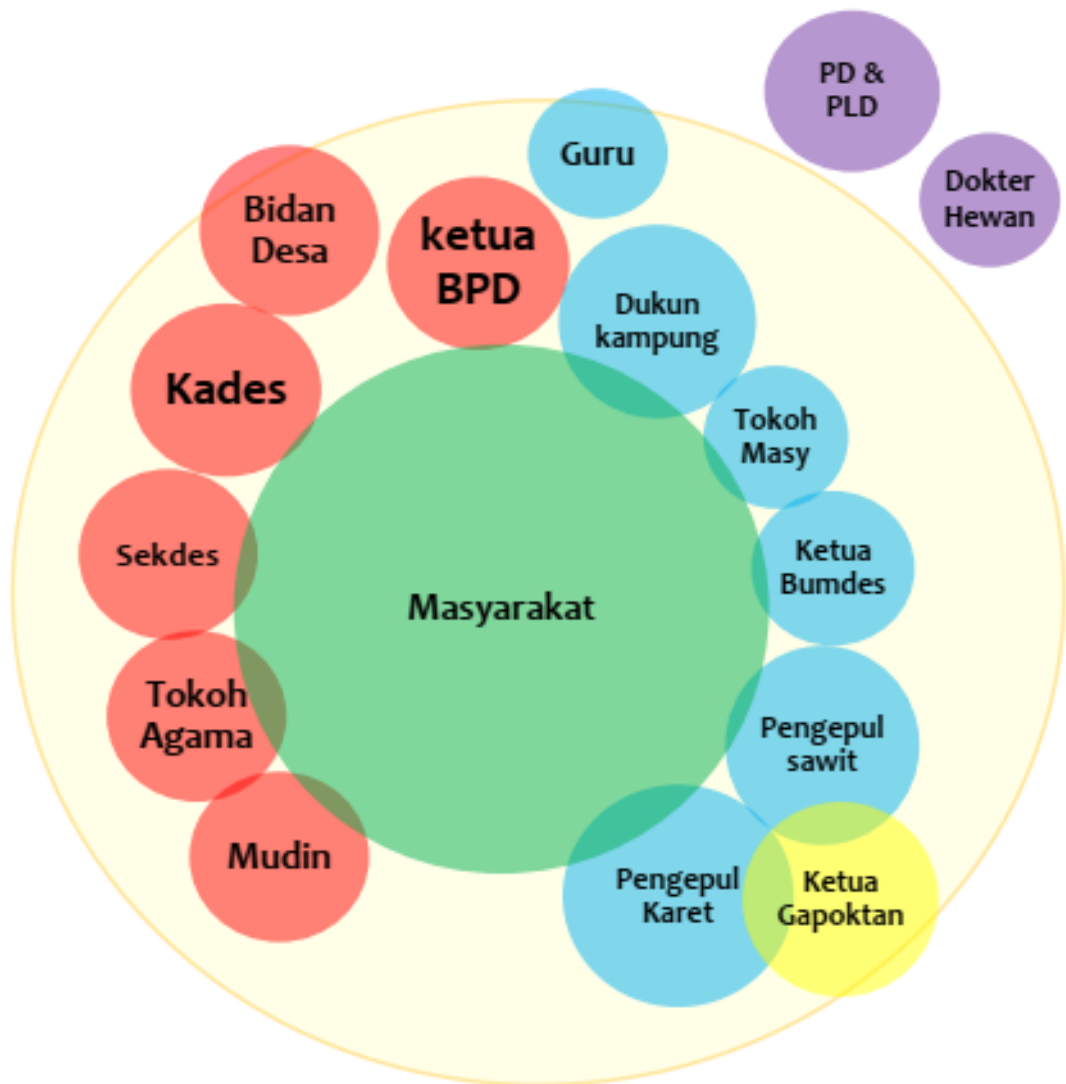 PD &
PLD
Guru
Dokter
Hewan
Bidan
Desa
ketua
BPD
Dukun
kampung
Kades
Tokoh
Masy
Sekdes
Ketua
Bumdes
Masyarakat
Tokoh
Agama
Pengepul
sawit
Mudin
Pengepul
Karet
Ketua
Gapoktan